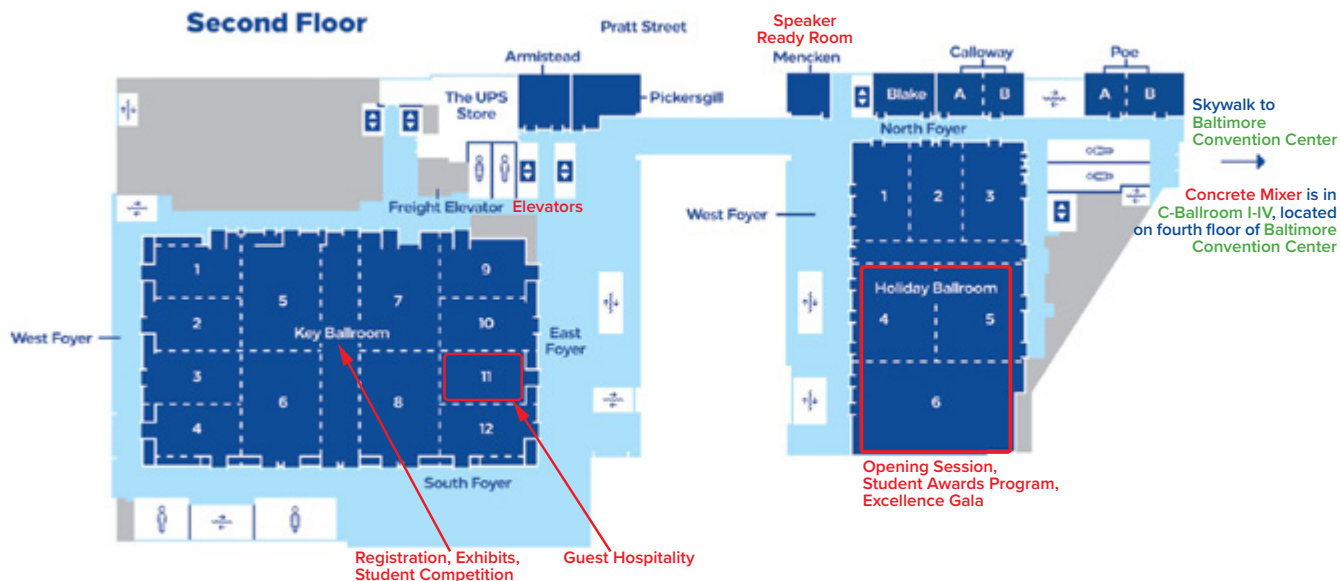 Second Floor
Pratt Street
Speaker
Ready Room
Mencken
Armistead
Pickersgill
The UPS
Store
Calloway
Poe
Blake
A
B
A
B
North Foyer
Skywalk to
Baltimore
Convention Center
Concrete Mixer is in
C-Ballroom I-IV, located
on fourth floor of Baltimore
Convention Center
Freight Elevator
Elevators
West Foyer
1
2
3
Holiday Ballroom
4
5
6
Opening Session,
Student Awards Program,
Excellence Gala
West Foyer
1
2
3
4
5
6
Key Ballroom
7
8
9
10
11
12
East
Foyer
South Foyer
Registration, Exhibits,
Student Competition
Guest Hospitality